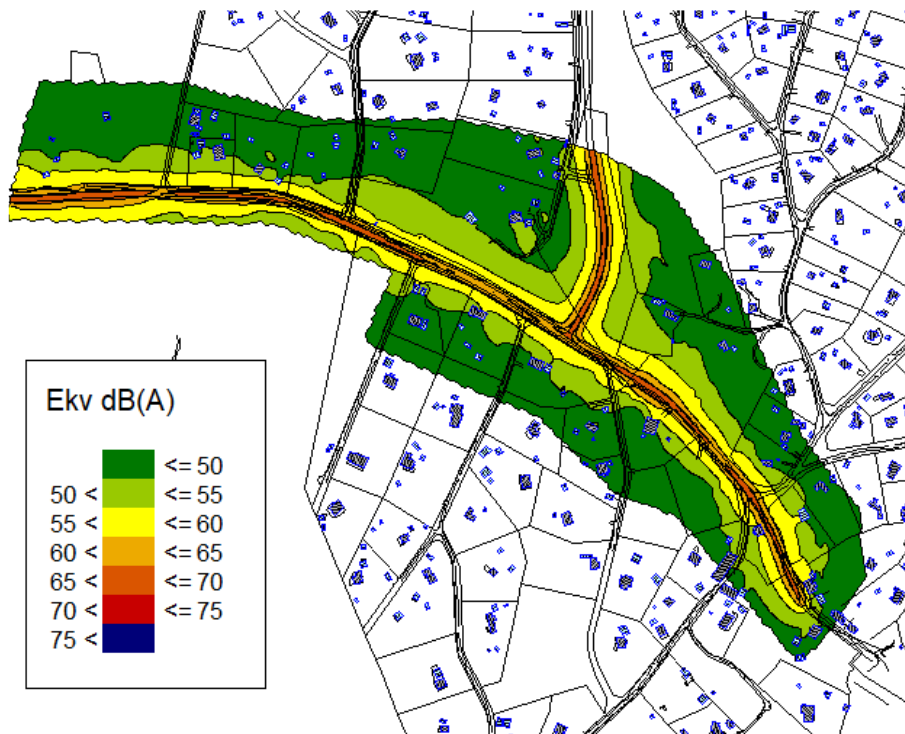 Ekv dB(A)
<= 50
50 < <= 55
55 < <= 60
60 < <= 65
65 < <= 70
70 < <= 75
75 <